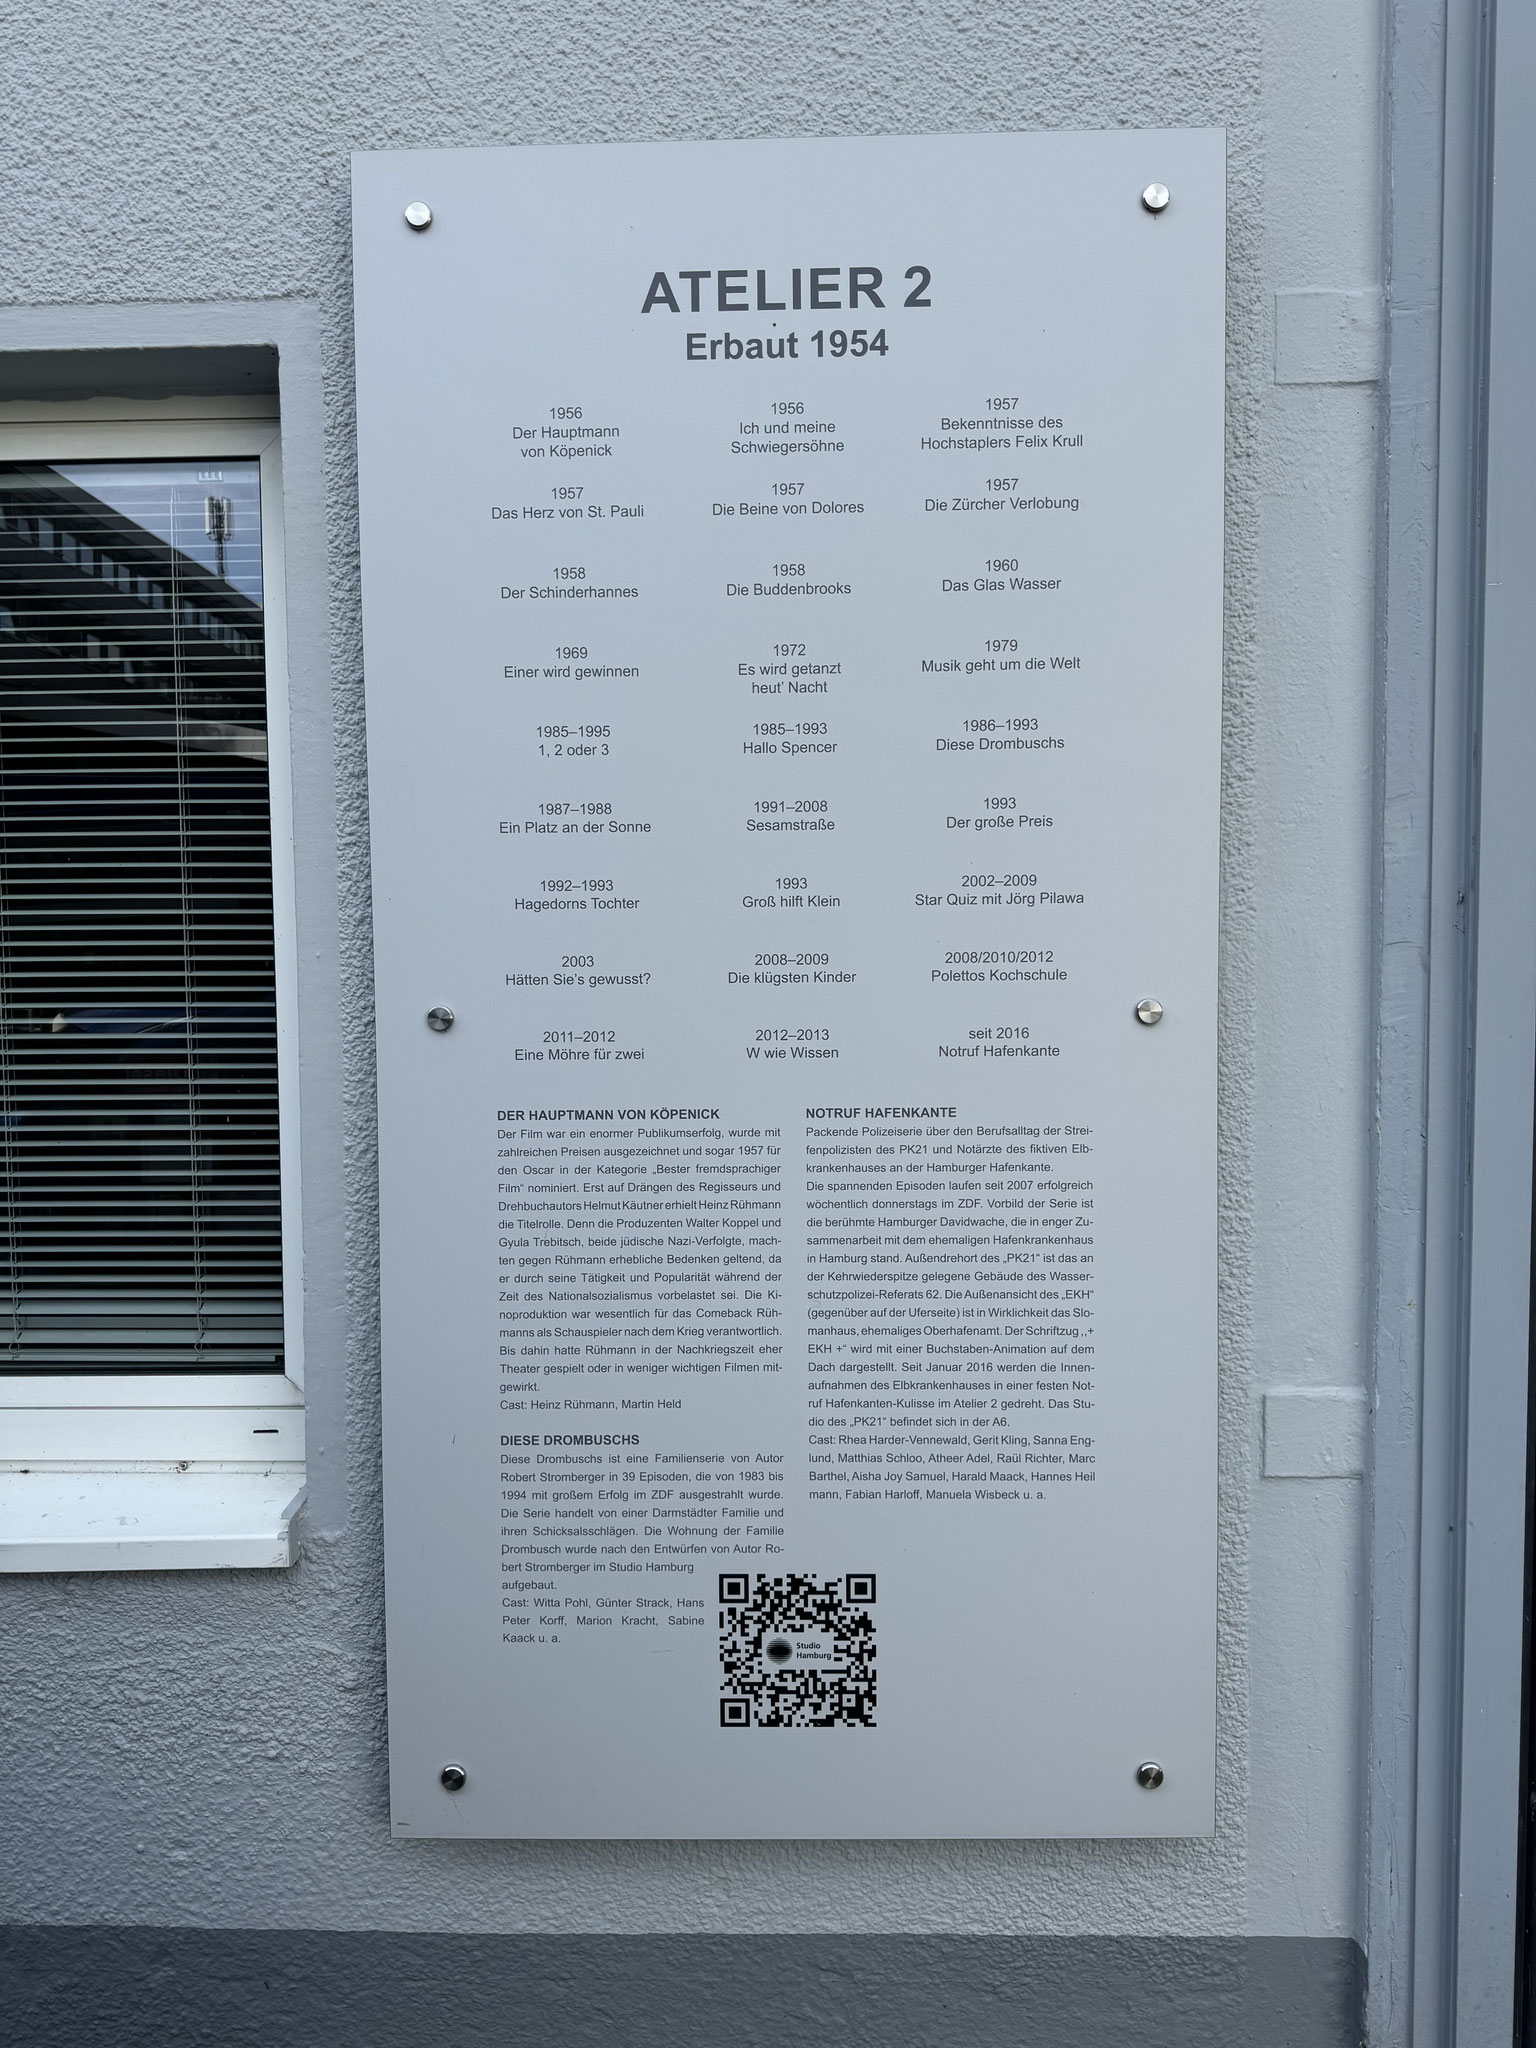 ATELIER 2
Erbaut 1954
1956
Der Hauptmann
von Köpenick
1956
Ich und meine
Schwiegersöhne
1957
Bekenntnisse des
Hochstaplers Felix Krull
1957
Das Herz von St. Pauli
1957
Die Beine von Dolores
1957
Die Zürcher Verlobung
1958
Der Schinderhannes
1958
Die Buddenbrooks
1960
Das Glas Wasser
1969
Einer wird gewinnen
1972
Es wird getanzt
heut' Nacht
1979
Musik geht um die Welt
1985–1995
1, 2 oder 3
1985–1993
Hallo Spencer
1986–1993
Diese Drombuschs
1987–1988
Ein Platz an der Sonne
1991–2008
Sesamstraße
1993
Der große Preis
1992–1993
Hagedorns Tochter
1993
Groß hilft Klein
2002–2009
Star Quiz mit Jörg Pilawa
2003
Hätten Sie's gewusst?
2008–2009
Die klügsten Kinder
2008/2010/2012
Polettos Kochschule
2011–2012
Eine Möhre für zwei
2012–2013
W wie Wissen
seit 2016
Notruf Hafenkante
DER HAUPTMANN VON KÖPENICK
Der Film war ein enormer Publikumserfolg, wurde mit
zahlreichen Preisen ausgezeichnet und sogar 1957 für
den Oscar in der Kategorie „Bester fremdsprachiger
Film“ nominiert. Erst auf Drängen des Regisseurs und
Drehbuchautors Helmut Käutner erhielt Heinz Rühmann
die Titelrolle. Denn die Produzenten Walter Koppel und
Gyula Trebitsch, beide jüdische Nazi-Verfolgte, mach-
ten gegen Rühmann erhebliche Bedenken geltend, da
er durch seine Tätigkeit und Popularität während der
Zeit des Nationalsozialismus vorbelastet sei. Die Ki-
noproduktion war wesentlich für das Comeback Rüh-
manns als Schauspieler nach dem Krieg verantwortlich.
Bis dahin hatte Rühmann in der Nachkriegszeit eher
Theater gespielt oder in weniger wichtigen Filmen mit-
gewirkt.
Cast: Heinz Rühmann, Martin Held
DIESE DROMBUSCHS
Diese Drombuschs ist eine Familienserie von Autor
Robert Stromberger in 39 Episoden, die von 1983 bis
1994 mit großem Erfolg im ZDF ausgestrahlt wurde.
Die Serie handelt von einer Darmstädter Familie und
ihren Schicksalsschlägen. Die Wohnung der Familie
Drombusch wurde nach den Entwürfen von Autor Ro-
bert Stromberger im Studio Hamburg
aufgebaut.
Cast: Witta Pohl, Günter Strack, Hans
Peter Korff, Marion Kracht, Sabine
Kaack u. a.
NOTRUF HAFENKANTE
Packende Polizeiserie über den Berufsalltag der Strei-
fenpolizisten des PK21 und Notärzte des fiktiven Elb-
krankenhauses an der Hamburger Hafenkante.
Die spannenden Episoden laufen seit 2007 erfolgreich
wöchentlich donnerstags im ZDF. Vorbild der Serie ist
die berühmte Hamburger Davidwache, die in enger Zu-
sammenarbeit mit dem ehemaligen Hafenkrankenhaus
in Hamburg stand. Außendrehort des „PK21“ ist das an
der Kehrwiederspitze gelegene Gebäude des Wasser-
schutzpolizei-Referats 62. Die Außenansicht des „EKH“
(gegenüber auf der Uferseite) ist in Wirklichkeit das Slo-
manhaus, ehemaliges Oberhafenamt. Der Schriftzug ,,+
EKH +“ wird mit einer Buchstaben-Animation auf dem
Dach dargestellt. Seit Januar 2016 werden die Innen-
aufnahmen des Elbkrankenhauses in einer festen Not-
ruf Hafenkanten-Kulisse im Atelier 2 gedreht. Das Stu-
dio des „PK21“ befindet sich in der A6.
Cast: Rhea Harder-Vennewald, Gerit Kling, Sanna Eng-
lund, Matthias Schloo, Atheer Adel, Raúl Richter, Marc
Barthel, Aisha Joy Samuel, Harald Maack, Hannes Heil
mann, Fabian Harloff, Manuela Wisbeck u. a.
Studio
Hamburg